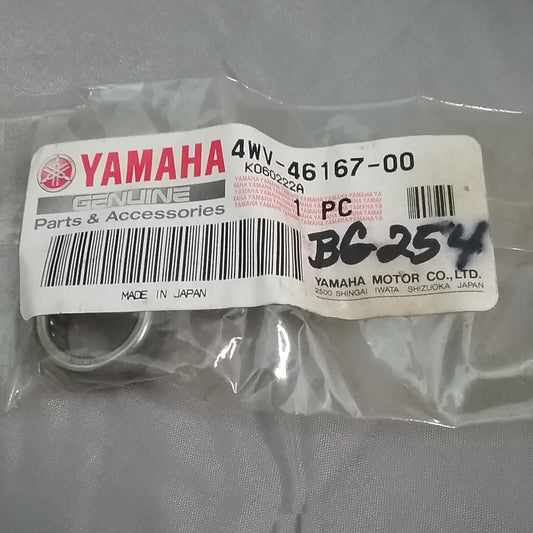 YAMAHA
GENUINE
Parts & Accessories
4WV-46167-00
K060222A
1 PC
BG254
YAMAHA MOTOR CO.,LTD.
2500 SHINGAI IWATA SHIZUOKA JAPAN
MADE IN JAPAN